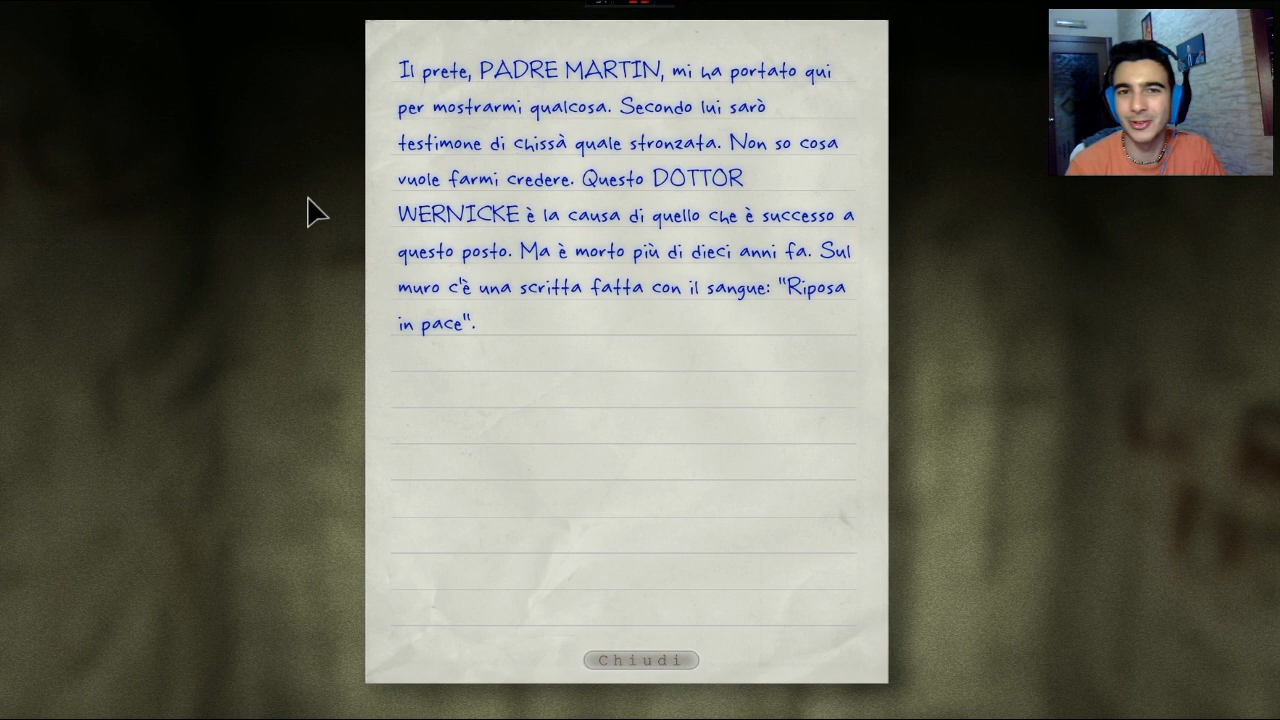 Il prete, PADRE MARTIN, mi ha portato qui
per mostrarmi qualcosa. Secondo lui sarò
testimone di chissà quale stronzata. Non so cosa
vuole farmi credere. Questo DOTTOR
WERNICKE è la causa di quello che è successo a
questo posto. Ma è morto più di dieci anni fa. Sul
muro c'è una scritta fatta con il sangue: "Riposa
in pace".
Chiudi